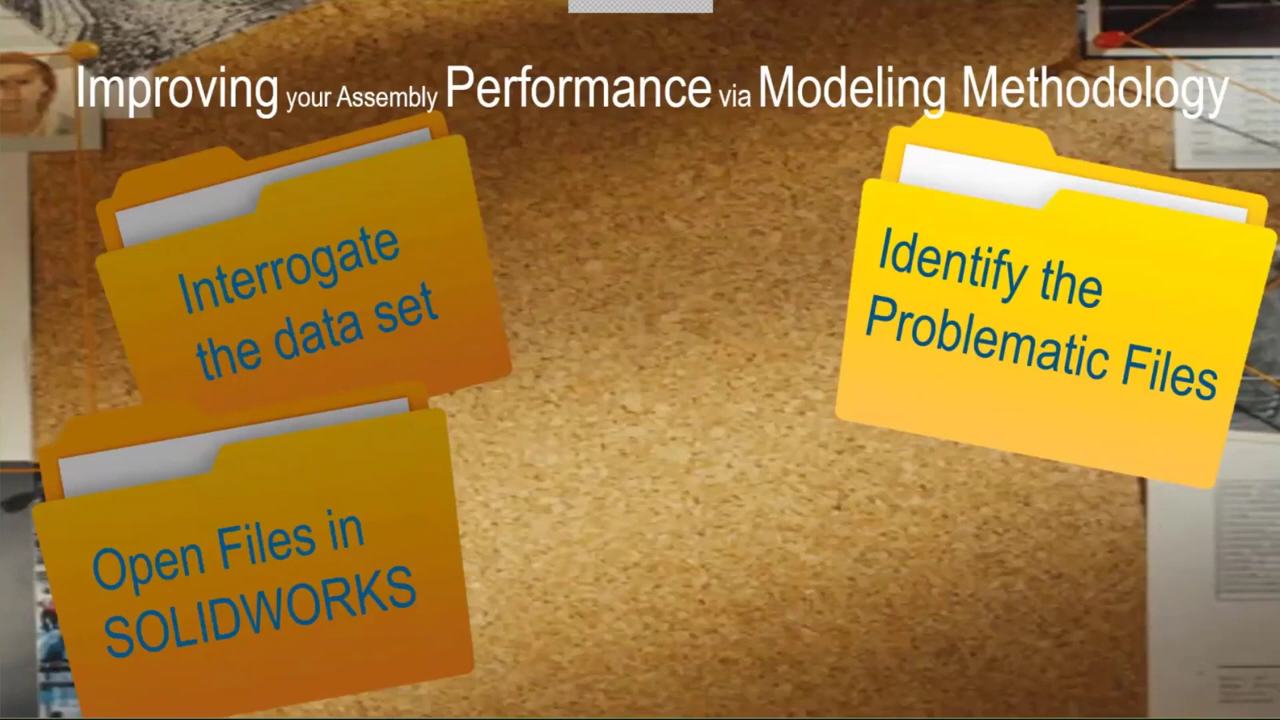 Improving your Assembly Performance via Modeling Methodology
Interrogate
the data set
Open Files in
SOLIDWORKS
Identify the
Problematic Files